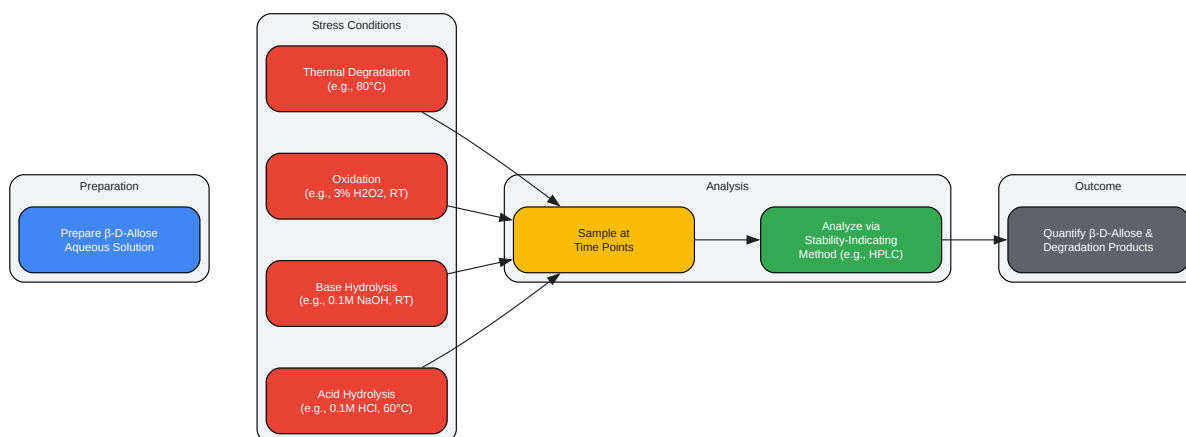 Preparation
Prepare β-D-Allose
Aqueous Solution
Stress Conditions
Thermal Degradation
(e.g., 80°C)
Oxidation
(e.g., 3% H2O2, RT)
Base Hydrolysis
(e.g., 0.1M NaOH, RT)
Acid Hydrolysis
(e.g., 0.1M HCl, 60°C)
Analysis
Sample at
Time Points
Analyze via
Stability-Indicating
Method (e.g., HPLC)
Outcome
Quantify β-D-Allose &
Degradation Products